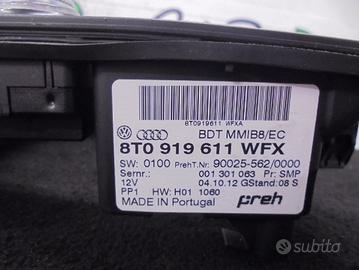 8T0919611 WFXA
BDT MMIB8/EC
8T0 919 611 WFX
SW: 0100 PrehT.Nr: 90025-562/0000
Sernr.: 001 301 063 Pr: SMP
12V 04.10.12 GStand: 08 S
PP1 HW: H01 1060
MADE IN Portugal preh
subito